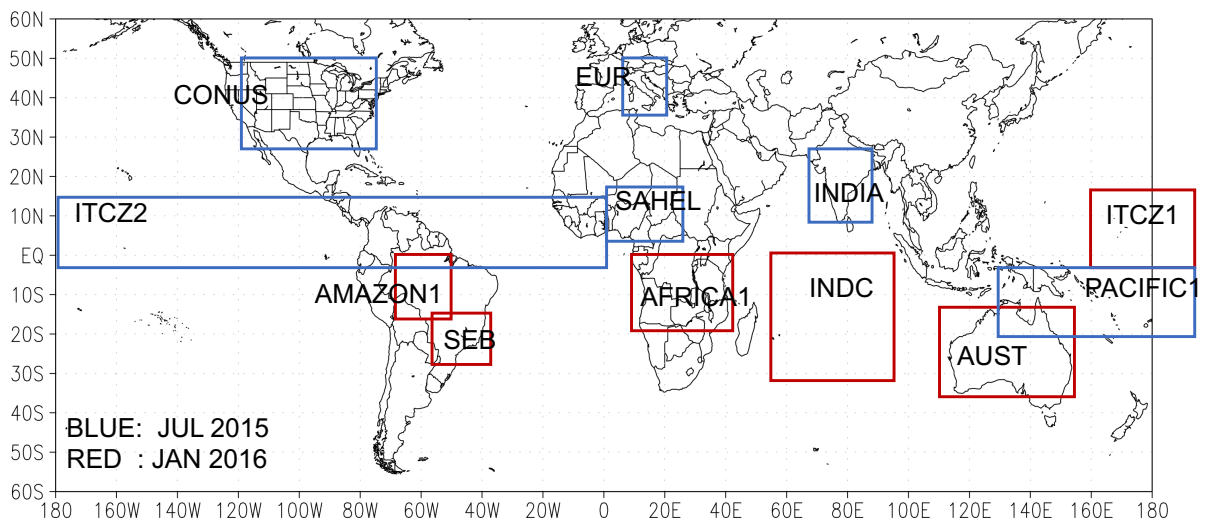 60N
50N
40N
30N
20N
10N
EQ
10S
20S
30S
40S
50S
60S
CONUS
EUR
ITCZ2
SAHEL
INDIA
ITCZ1
AMAZON1
AFRICA1
INDC
PACIFIC1
SEB
AUST
BLUE: JUL 2015
RED : JAN 2016
180 160W 140W 120W 100W 80W 60W 40W 20W 0 20E 40E 60E 80E 100E 120E 140E 160E 180